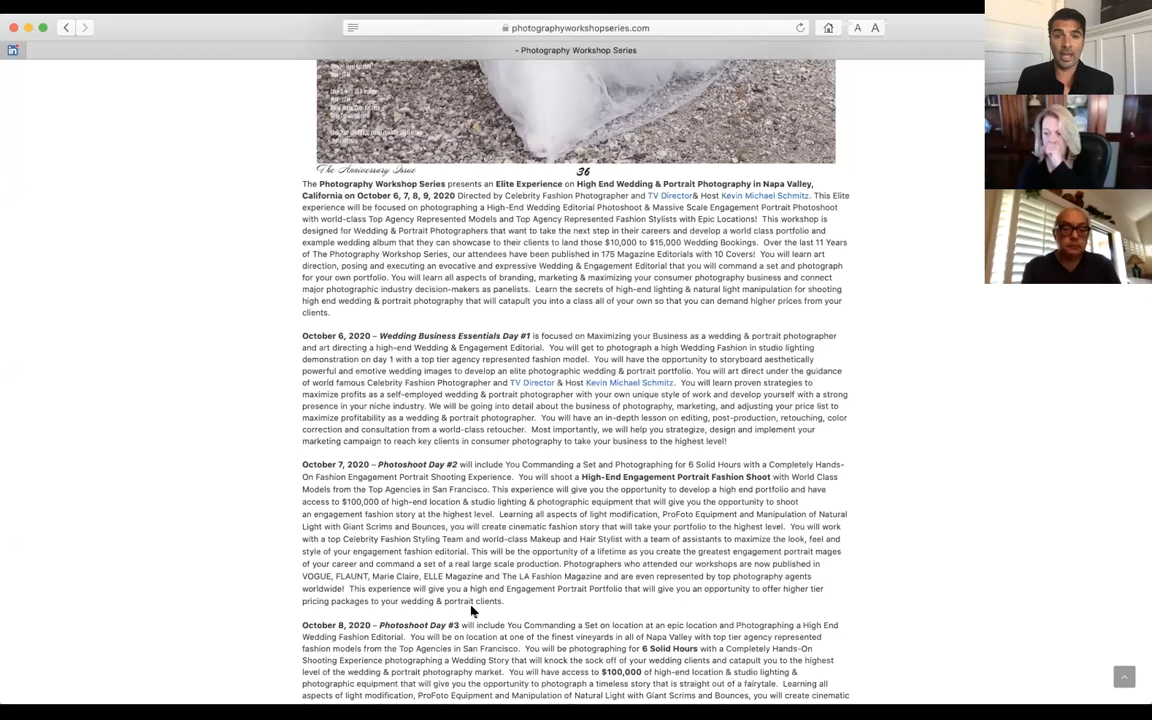 photographyworkshopseries.com
A A
in
- Photography Workshop Series
The Anniversary Issue
36
The Photography Workshop Series presents an Elite Experience on High End Wedding & Portrait Photography in Napa Valley,
California on October 6, 7, 8, 9, 2020 Directed by Celebrity Fashion Photographer and TV Director& Host Kevin Michael Schmitz. This Elite
experience will be focused on photographing a High-End Wedding Editorial Photoshoot & Massive Scale Engagement Portrait Photoshoot
with world-class Top Agency Represented Models and Top Agency Represented Fashion Stylists with Epic Locations!  This workshop is
designed for Wedding & Portrait Photographers that want to take the next step in their careers and develop a world class portfolio and
example wedding album that they can showcase to their clients to land those $10,000 to $15,000 Wedding Bookings.  Over the last 11 Years
of The Photography Workshop Series, our attendees have been published in 175 Magazine Editorials with 10 Covers!  You will learn art
direction, posing and executing an evocative and expressive Wedding & Engagement Editorial that you will command a set and photograph
for your own portfolio. You will learn all aspects of branding, marketing & maximizing your consumer photography business and connect
major photographic industry decision-makers as panelists.  Learn the secrets of high-end lighting & natural light manipulation for shooting
high end wedding & portrait photography that will catapult you into a class all of your own so that you can demand higher prices from your
clients.
October 6, 2020 – Wedding Business Essentials Day #1 is focused on Maximizing your Business as a wedding & portrait photographer
and art directing a high-end Wedding & Engagement Editorial.  You will get to photograph a high Wedding Fashion in studio lighting
demonstration on day 1 with a top tier agency represented fashion model.  You will have the opportunity to storyboard aesthetically
powerful and emotive wedding images to develop an elite photographic wedding & portrait portfolio. You will art direct under the guidance
of world famous Celebrity Fashion Photographer and TV Director & Host Kevin Michael Schmitz.  You will learn proven strategies to
maximize profits as a self-employed wedding & portrait photographer with your own unique style of work and develop yourself with a strong
presence in your niche industry. We will be going into detail about the business of photography, marketing, and adjusting your price list to
maximize profitability as a wedding & portrait photographer.  You will have an in-depth lesson on editing, post-production, retouching, color
correction and consultation from a world-class retoucher.  Most importantly, we will help you strategize, design and implement your
marketing campaign to reach key clients in consumer photography to take your business to the highest level!
October 7, 2020 – Photoshoot Day #2 will include You Commanding a Set and Photographing for 6 Solid Hours with a Completely Hands-
On Fashion Engagement Portrait Shooting Experience.  You will shoot a High-End Engagement Portrait Fashion Shoot with World Class
Models from the Top Agencies in San Francisco. This experience will give you the opportunity to develop a high end portfolio and have
access to $100,000 of high-end location & studio lighting & photographic equipment that will give you the opportunity to shoot
an engagement fashion story at the highest level.  Learning all aspects of light modification, ProFoto Equipment and Manipulation of Natural
Light with Giant Scrims and Bounces, you will create cinematic fashion story that will take your portfolio to the highest level.  You will work
with a top Celebrity Fashion Styling Team and world-class Makeup and Hair Stylist with a team of assistants to maximize the look, feel and
style of your engagement fashion editorial. This will be the opportunity of a lifetime as you create the greatest engagement portrait mages
of your career and command a set of a real large scale production.  Photographers who attended our workshops are now published in
VOGUE, FLAUNT, Marie Claire, ELLE Magazine and The LA Fashion Magazine and are even represented by top photography agents
worldwide!  This experience will give you a high end Engagement Portrait Portfolio that will give you an opportunity to offer higher tier
pricing packages to your wedding & portrait clients.
October 8, 2020 – Photoshoot Day #3 will include You Commanding a Set on location at an epic location and Photographing a High End
Wedding Fashion Editorial.  You will be on location at one of the finest vineyards in all of Napa Valley with top tier agency represented
fashion models from the Top Agencies in San Francisco.  You will be photographing for 6 Solid Hours with a Completely Hands-On
Shooting Experience photographing a Wedding Story that will knock the sock off of your wedding clients and catapult you to the highest
level of the wedding & portrait photography market.  You will have access to $100,000 of high-end location & studio lighting &
photographic equipment that will give you the opportunity to photograph a timeless story that is straight out of a fairytale.  Learning all
aspects of light modification, ProFoto Equipment and Manipulation of Natural Light with Giant Scrims and Bounces, you will create cinematic